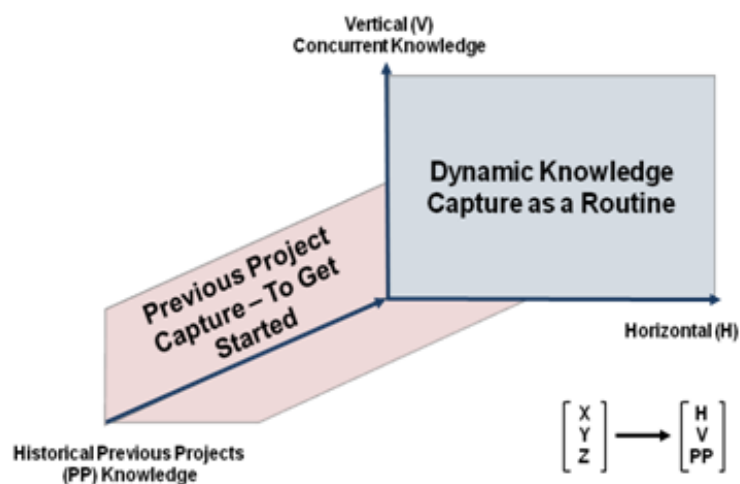 Vertical (V)
Concurrent Knowledge
Dynamic Knowledge
Capture as a Routine
Previous Project
Capture – To Get
Started
Horizontal (H)
Historical Previous Projects
(PP) Knowledge
X H
Y V
Z PP